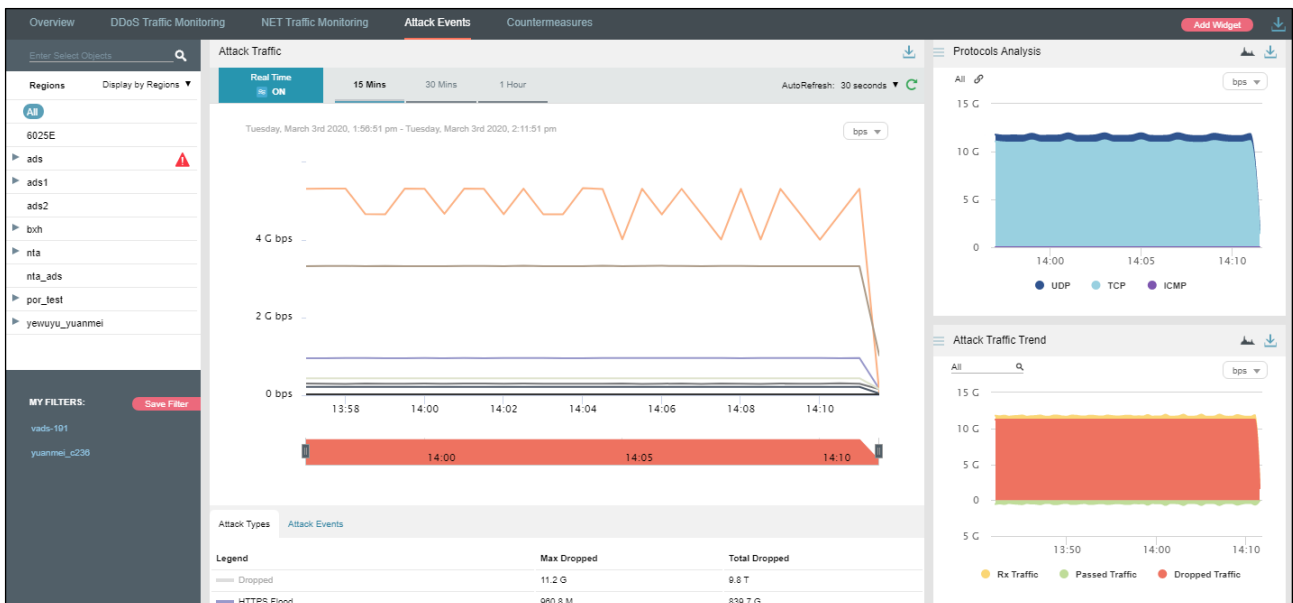 Overview DDoS Traffic Monitoring NET Traffic Monitoring Attack Events Countermeasures Add Widget
Enter Select Objects
Regions Display by Regions
All
6025E
ads
ads1
ads2
bxh
nta
nta_ads
por_test
yewuyu_yuanmei
MY FILTERS: Save Filter
vads-191
yuanmei_c236
Attack Traffic
Real Time
ON
15 Mins 30 Mins 1 Hour AutoRefresh: 30 seconds
Tuesday, March 3rd 2020, 1:56:51 pm - Tuesday, March 3rd 2020, 2:11:51 pm bps
4 G bps
2 G bps
0 bps
13:58 14:00 14:02 14:04 14:06 14:08 14:10
14:00 14:05 14:10
Attack Types Attack Events
Legend Max Dropped Total Dropped
Dropped 11.2 G 9.8 T
HTTPS Flood 960.8 M 839.7 G
Protocols Analysis
All bps
15 G
10 G
5 G
0
14:00 14:05 14:10
UDP TCP ICMP
Attack Traffic Trend
All bps
15 G
10 G
5 G
0
5 G
13:50 14:00 14:10
Rx Traffic Passed Traffic Dropped Traffic